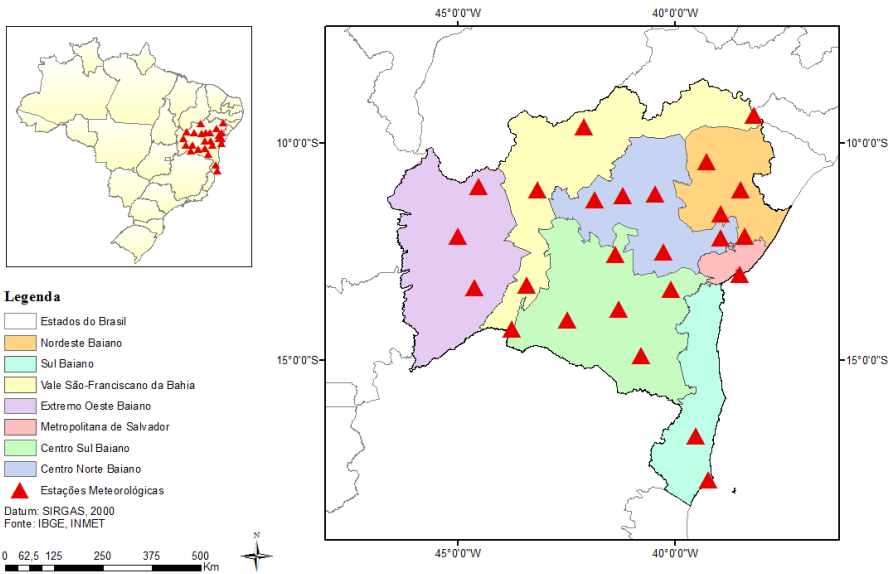 45°0'0"W 40°0'0"W
10°0'0"S 10°0'0"S
15°0'0"S 15°0'0"S
45°0'0"W 40°0'0"W
Legenda
Estados do Brasil
Nordeste Baiano
Sul Baiano
Vale São-Franciscano da Bahia
Extremo Oeste Baiano
Metropolitana de Salvador
Centro Sul Baiano
Centro Norte Baiano
Estações Meteorológicas
Datum: SIRGAS, 2000
Fonte: IBGE, INMET
0 62,5 125 250 375 500
Km
N